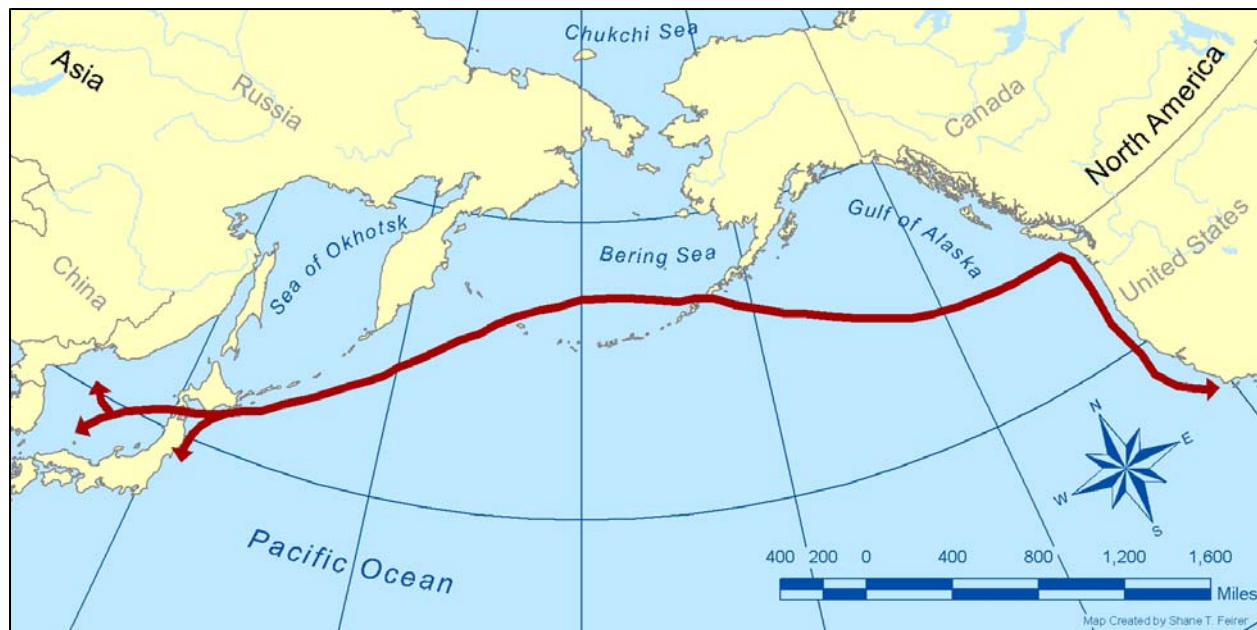 Chukchi Sea
Asia
Russia
Canada
North America
Sea of Okhotsk
Bering Sea
Gulf of Alaska
China
United States
N
E
W
S
Pacific Ocean
400 200 0 400 800 1,200 1,600
Miles
Map Created by Shane T. Feirer